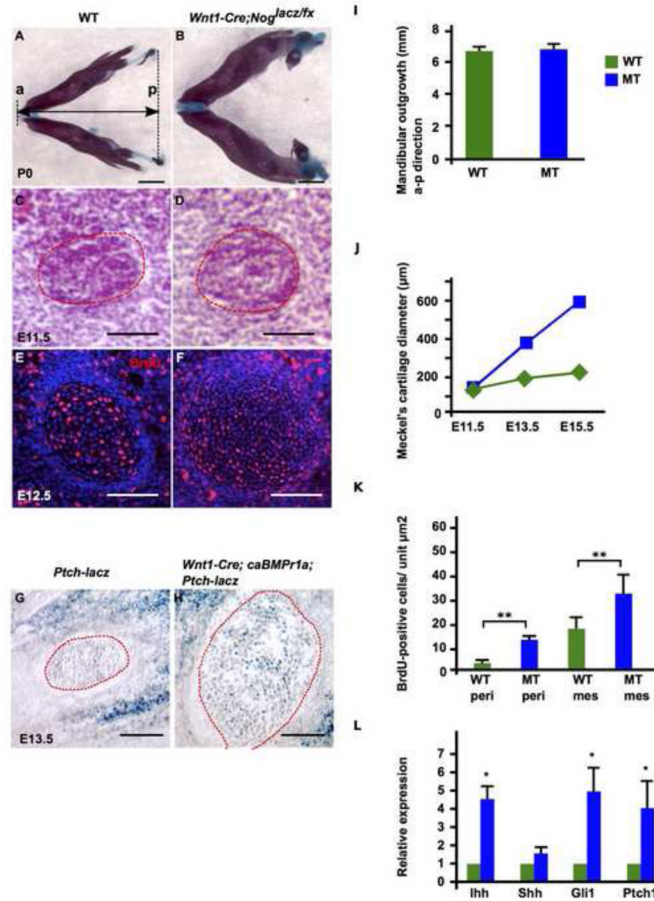 WT
Wnt1-Cre;Nog lacz/fx
A
B
a
p
P0
C
D
E11.5
E
BrdU
F
E12.5
Ptch-lacz
Wnt1-Cre; caBMPr1a;
Ptch-lacz
G
H
E13.5
I
Mandibular outgrowth (mm)
a-p direction
8
6
4
2
0
WT
MT
WT
MT
J
Meckel's cartilage diameter (μm)
600
400
200
0
E11.5
E13.5
E15.5
K
BrdU-positive cells/ unit μm2
60
50
40
30
20
10
0
**
**
WT
MT
WT
MT
peri
peri
mes
mes
L
Relative expression
7
6
5
4
3
2
1
0
*
*
*
Ihh
Shh
Gli1
Ptch1